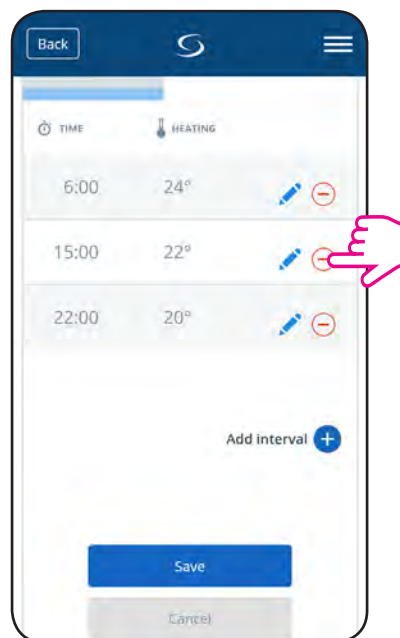 Back
TIME HEATING
6:00 24°
15:00 22°
22:00 20°
Add interval
Save
Cancel